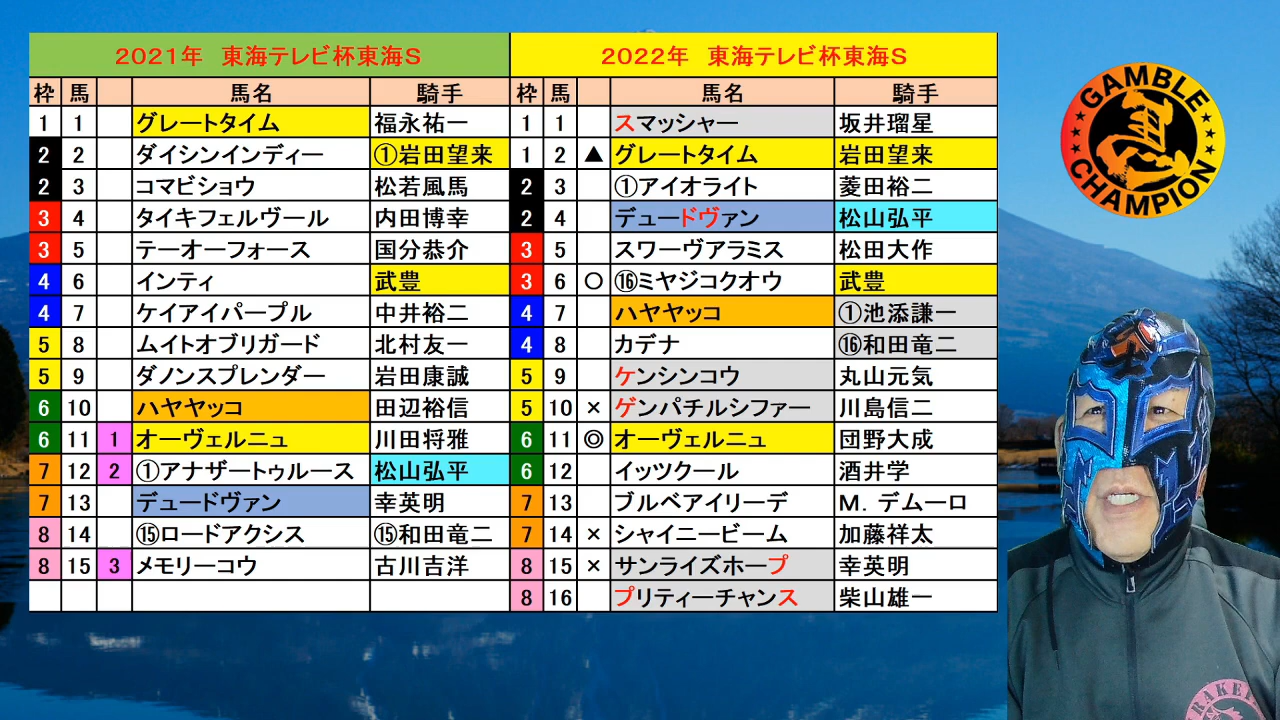 2021年 東海テレビ杯東海S
枠 馬 馬名 騎手
1 1 グレートタイム 福永祐一
2 2 ダイシンインディー ①岩田望来
2 3 コマビショウ 松若風馬
3 4 タイキフェルヴール 内田博幸
3 5 テーオーフォース 国分恭介
4 6 インティ 武豊
4 7 ケイアイパープル 中井裕二
5 8 ムイトオブリガード 北村友一
5 9 ダノンスプレンダー 岩田康誠
6 10 ハヤヤッコ 田辺裕信
6 11 1 オーヴェルニュ 川田将雅
7 12 2 ①アナザートゥルース 松山弘平
7 13 デュードヴァン 幸英明
8 14 ⑮ロードアクシス ⑮和田竜二
8 15 3 メモリーコウ 古川吉洋
2022年 東海テレビ杯東海S
枠 馬 馬名 騎手
1 1 スマッシャー 坂井瑠星
1 2 ▲ グレートタイム 岩田望来
2 3 ①アイオライト 菱田裕二
2 4 デュードヴァン 松山弘平
3 5 スワーヴアラミス 松田大作
3 6 ○ ⑯ミヤジコクオウ 武豊
4 7 ハヤヤッコ ①池添謙一
4 8 カデナ ⑯和田竜二
5 9 ケンシンコウ 丸山元気
5 10 × ゲンパチルシファー 川島信二
6 11 ◎ オーヴェルニュ 団野大成
6 12 イッツクール 酒井学
7 13 ブルベアイリーデ M．デムーロ
7 14 × シャイニービーム 加藤祥太
8 15 × サンライズホープ 幸英明
8 16 プリティーチャンス 柴山雄一
GAMBLE
CHAMPION